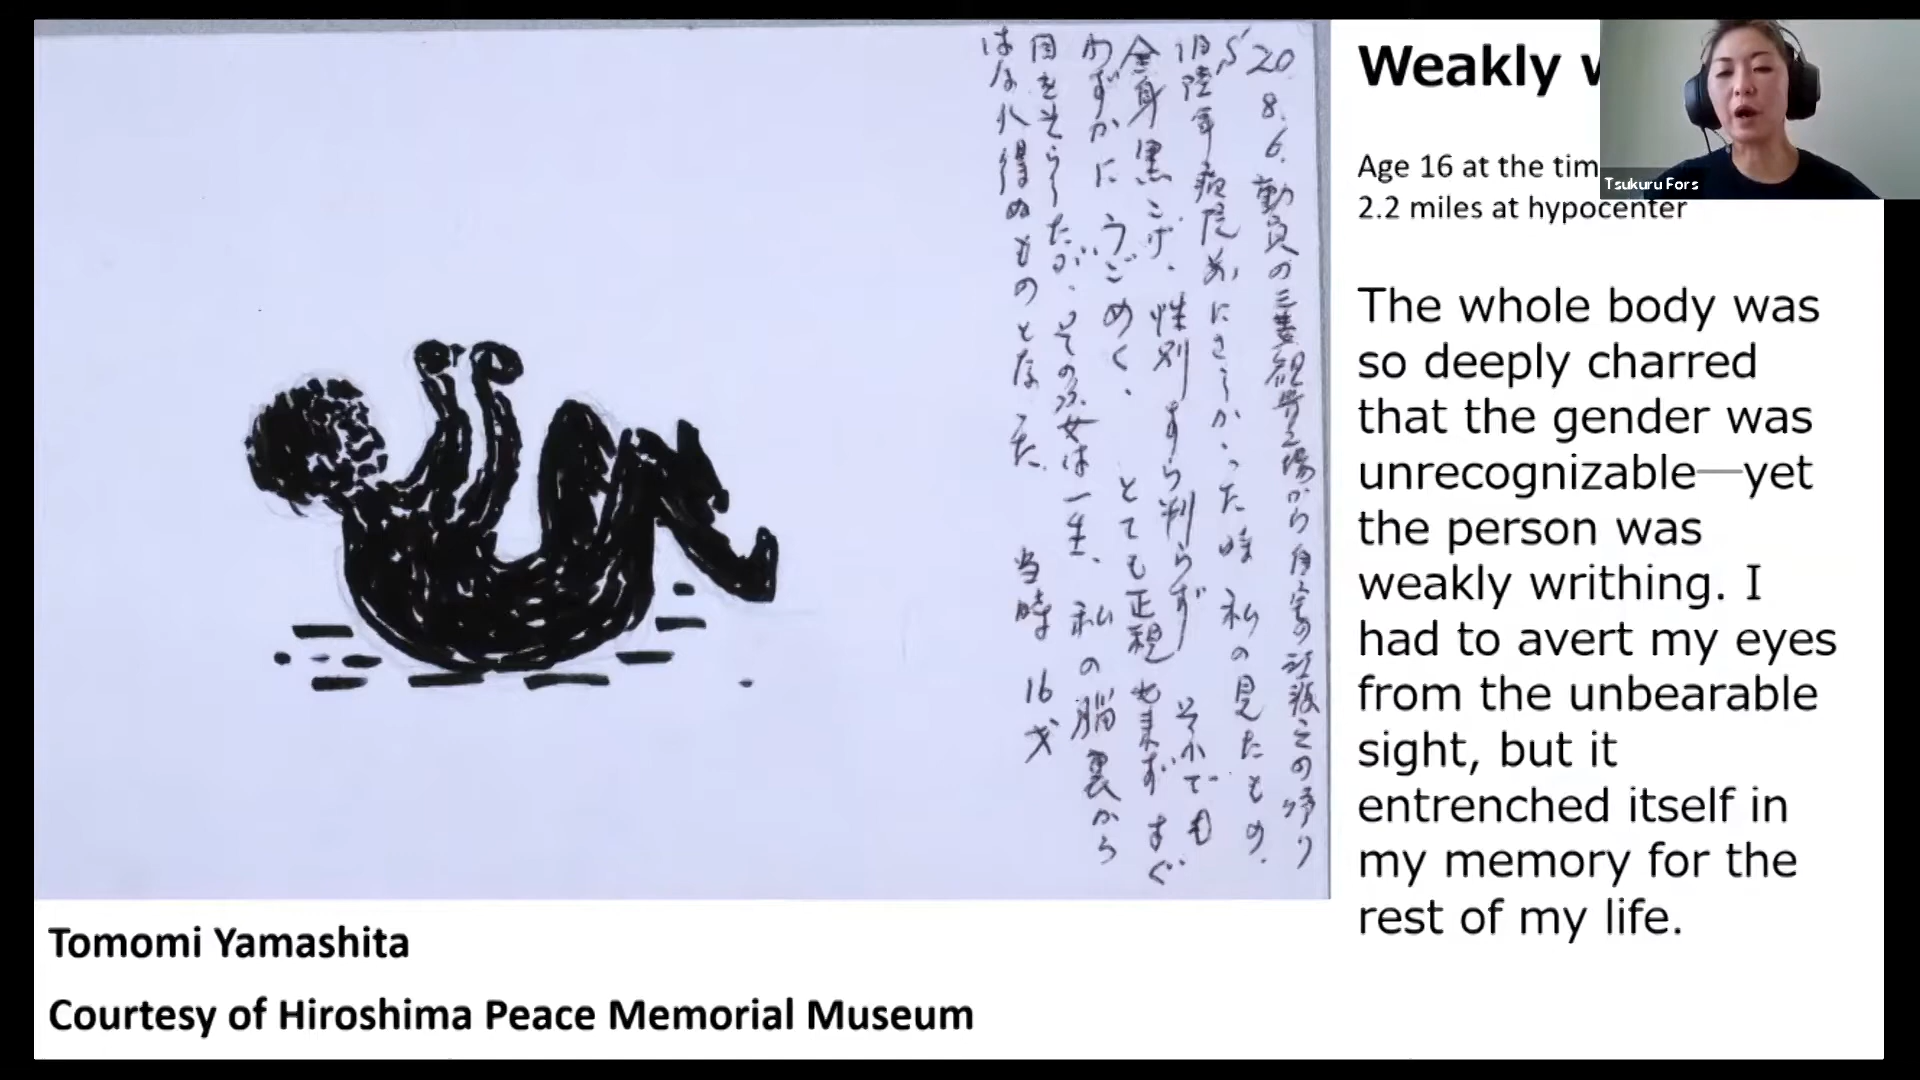 S20.8.6. 動員の三菱観音工場から自宅の への帰り
旧陸軍病院 にさしかかった時 私の見たもの、
全身黒こげ、性別すら判らず それでも
わずかにうごめく、 とても正視出来ず すぐ
目をそらしたが、その 女は一生、私の脳裏から
はなれ得ぬものとなった 当時 16才
Weakly
Age 16 at the tim
2.2 miles at hypocenter
The whole body was
so deeply charred
that the gender was
unrecognizable—yet
the person was
weakly writhing. I
had to avert my eyes
from the unbearable
sight, but it
entrenched itself in
my memory for the
rest of my life.
Tsukuru Fors
Tomomi Yamashita
Courtesy of Hiroshima Peace Memorial Museum